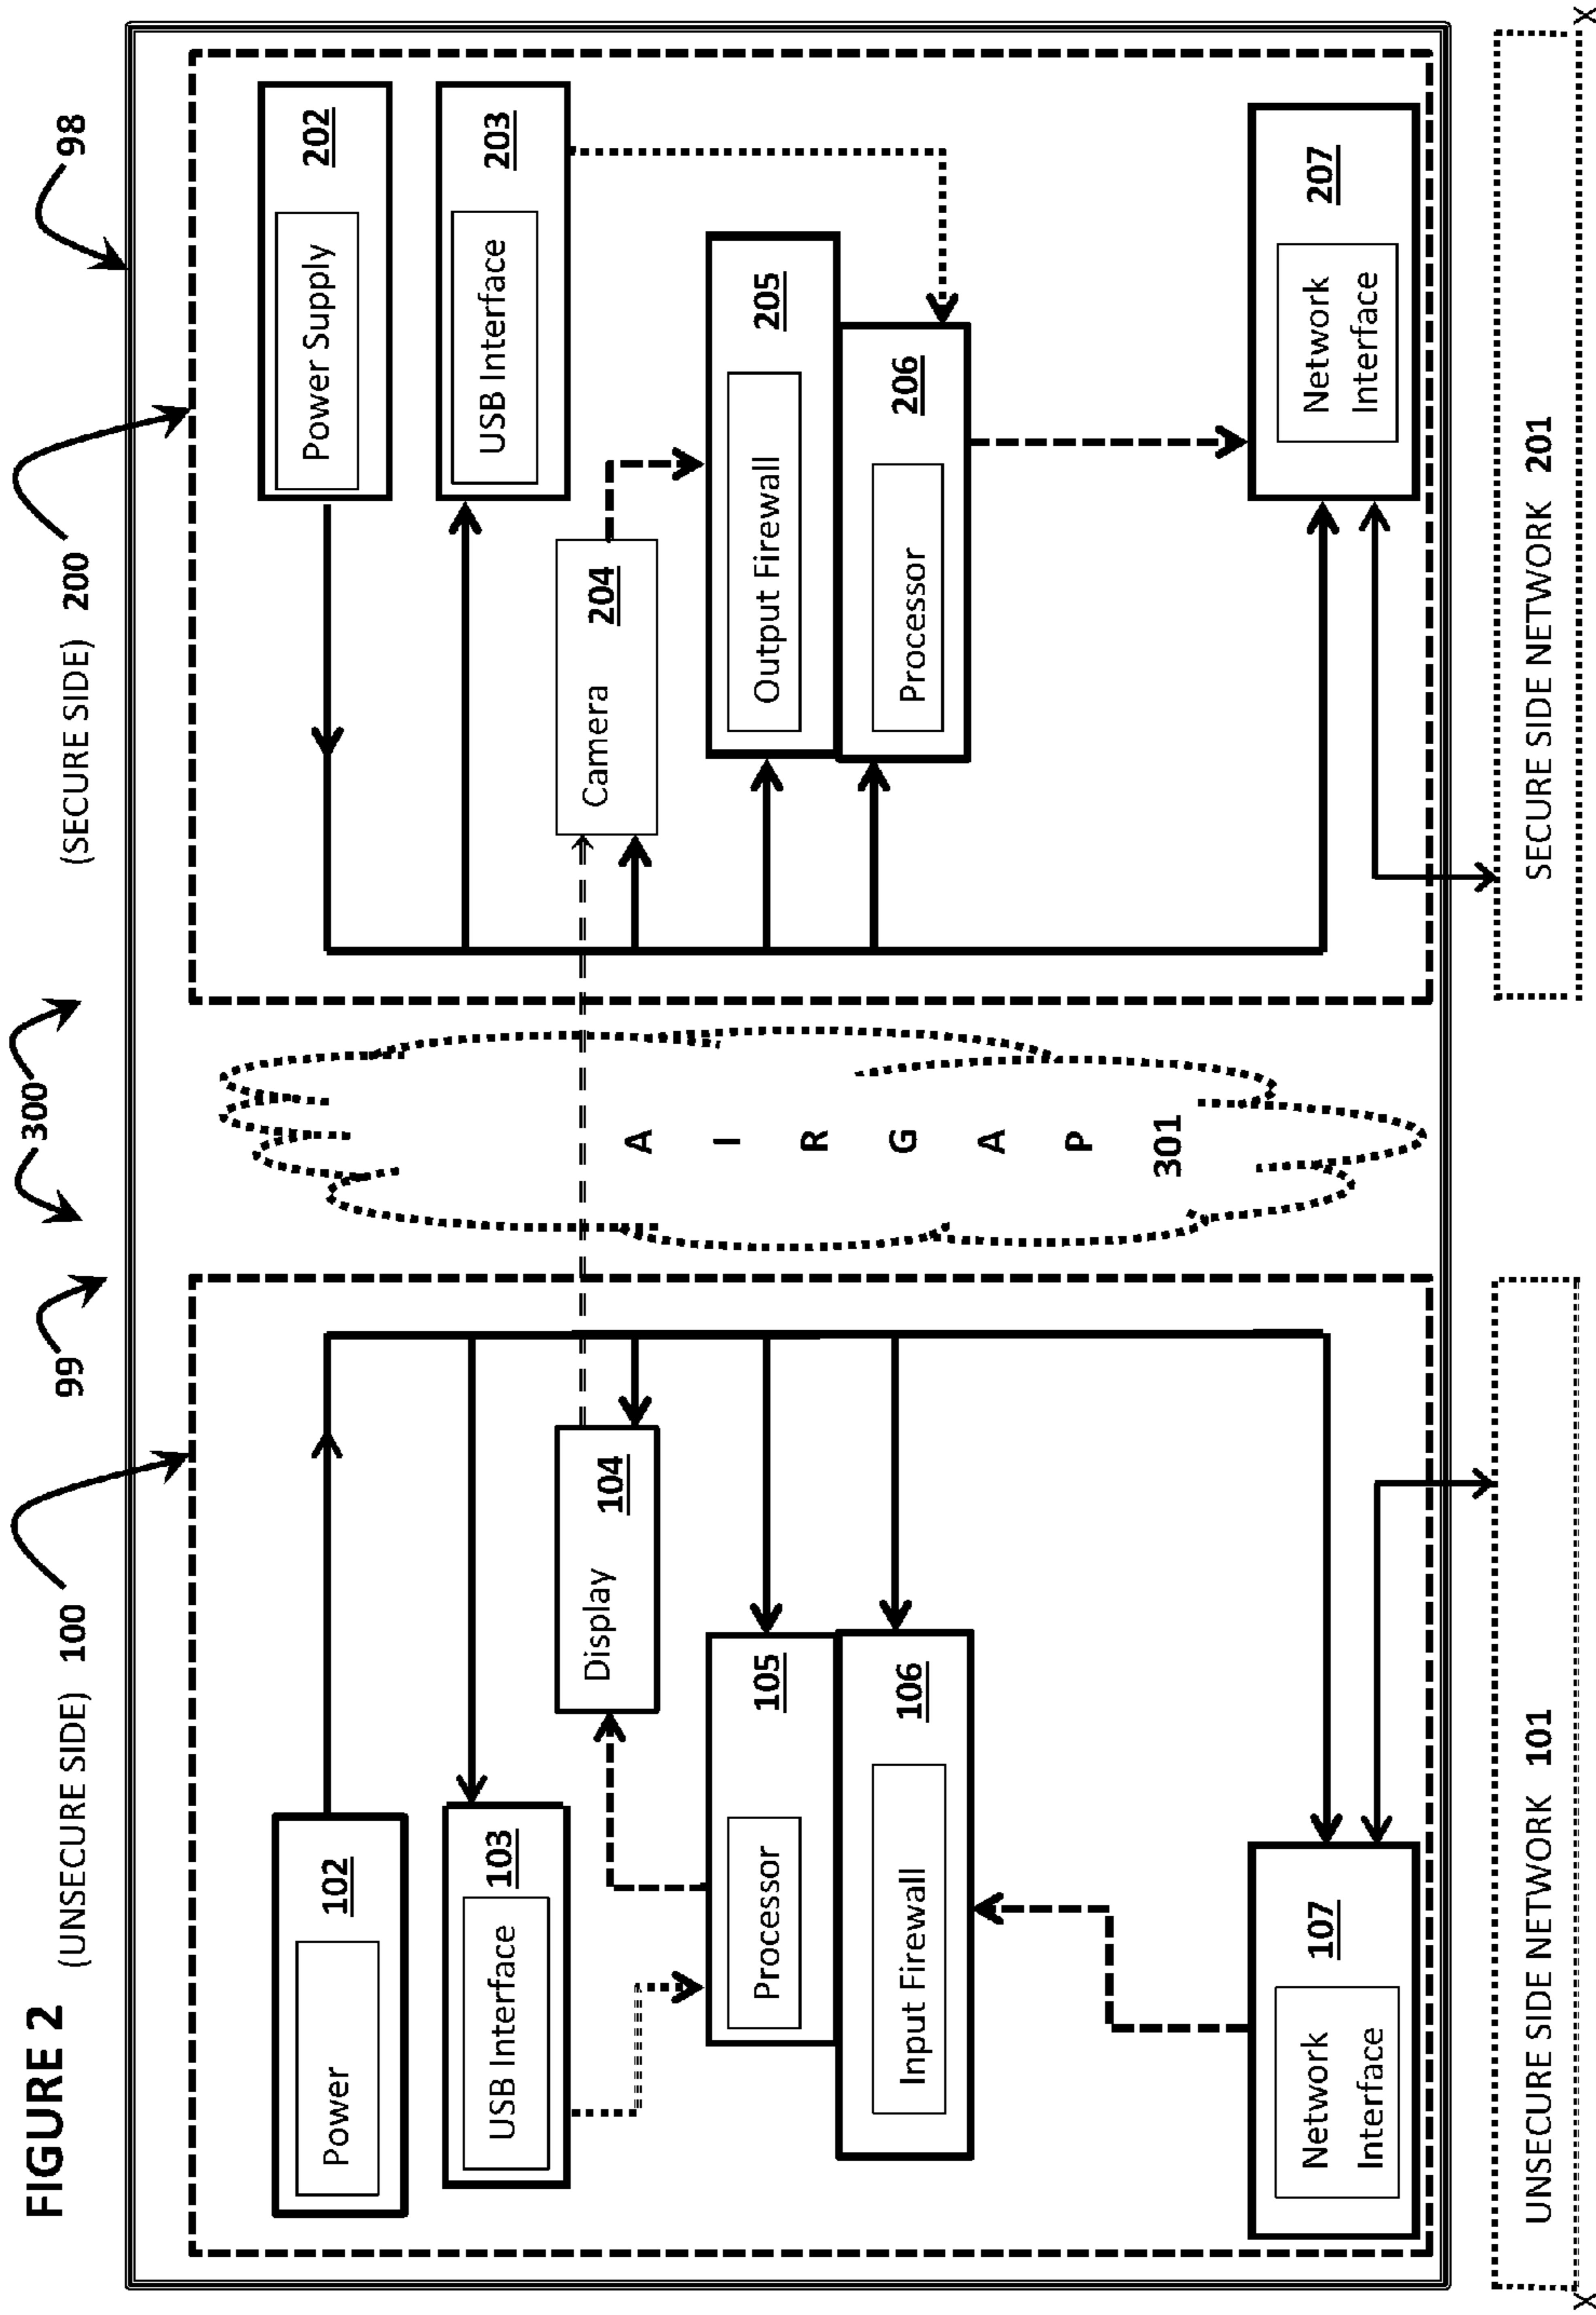 FIGURE 2
(UNSECURE SIDE) 100
99
300
(SECURE SIDE) 200
98
Power
102
USB Interface
103
Display
104
Processor
105
Input Firewall
106
Network
Interface
107
A
I
R
G
A
P
301
Power Supply
202
USB Interface
203
Camera
204
Output Firewall
205
Processor
206
Network
Interface
207
UNSECURE SIDE NETWORK 101
SECURE SIDE NETWORK 201
X
X